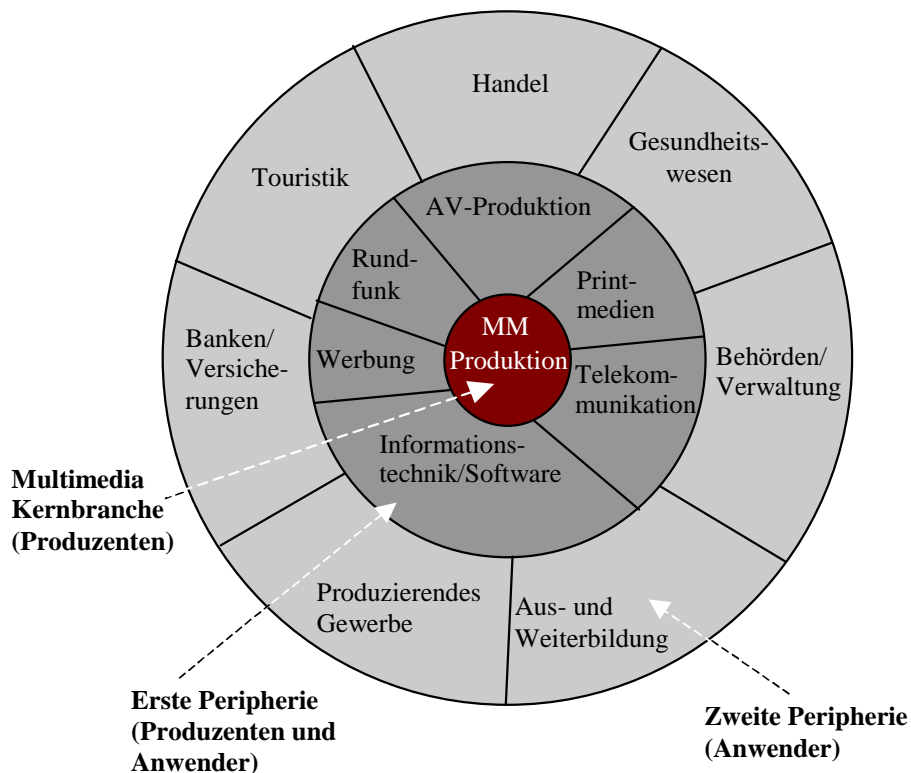 Handel
Gesundheits-
wesen
Touristik
AV-Produktion
Rund-
funk
Print-
medien
MM
Produktion
Banken/
Versiche-
rungen
Werbung
Telekom-
munikation
Behörden/
Verwaltung
Informations-
technik/Software
Multimedia
Kernbranche
(Produzenten)
Produzierendes
Gewerbe
Aus- und
Weiterbildung
Erste Peripherie
(Produzenten und
Anwender)
Zweite Peripherie
(Anwender)